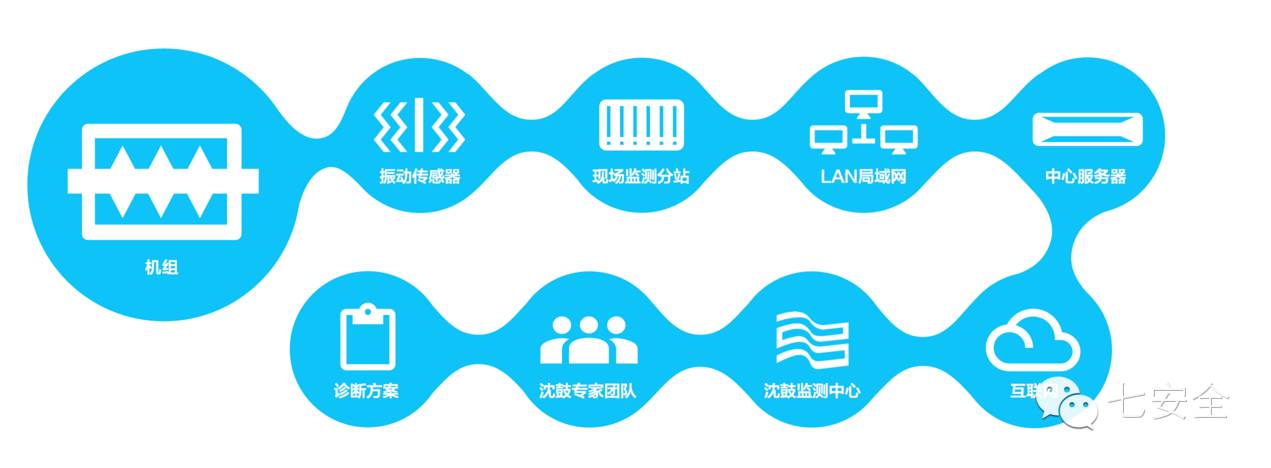 机组
振动传感器
现场监测分站
LAN局域网
中心服务器
互联
沈鼓监测中心
沈鼓专家团队
诊断方案
七安全